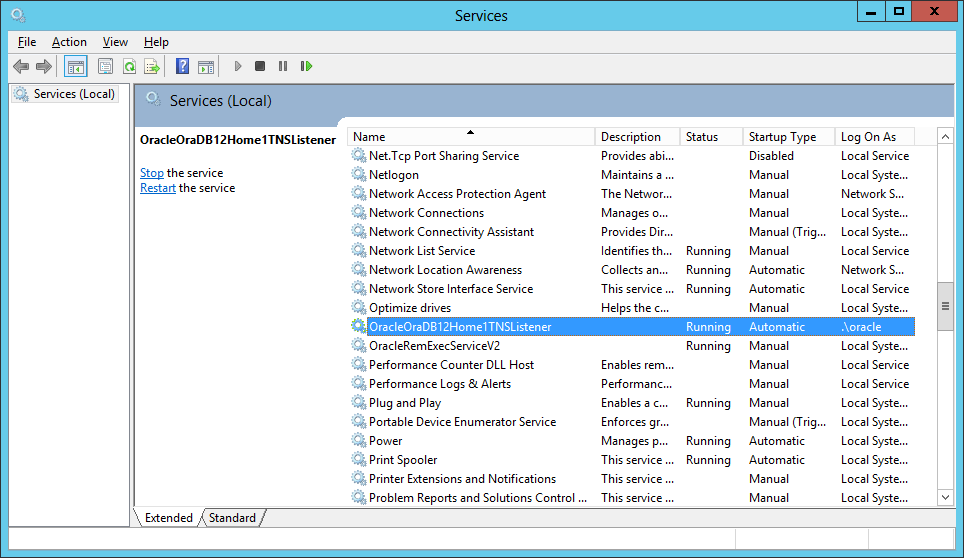 Services
File Action View Help
Services (Local)
Services (Local)
OracleOraDB12Home1TNSListener
Stop the service
Restart the service
Name Description Status Startup Type Log On As
Net.Tcp Port Sharing Service Provides abi... Disabled Local Service
Netlogon Maintains a ... Manual Local Syste...
Network Access Protection Agent The Networ... Manual Network S...
Network Connections Manages o... Manual Local Syste...
Network Connectivity Assistant Provides Dir... Manual (Trig... Local Syste...
Network List Service Identifies th... Running Manual Local Service
Network Location Awareness Collects an... Running Automatic Network S...
Network Store Interface Service This service ... Running Automatic Local Service
Optimize drives Helps the c... Manual Local Syste...
OracleOraDB12Home1TNSListener Running Automatic .\oracle
OracleRemExecServiceV2 Running Manual Local Syste...
Performance Counter DLL Host Enables rem... Manual Local Service
Performance Logs & Alerts Performanc... Manual Local Service
Plug and Play Enables a c... Running Manual Local Syste...
Portable Device Enumerator Service Enforces gr... Manual (Trig... Local Syste...
Power Manages p... Running Automatic Local Syste...
Print Spooler This service ... Running Automatic Local Syste...
Printer Extensions and Notifications This service ... Manual Local Syste...
Problem Reports and Solutions Control ... This service ... Manual Local Syste...
Extended Standard